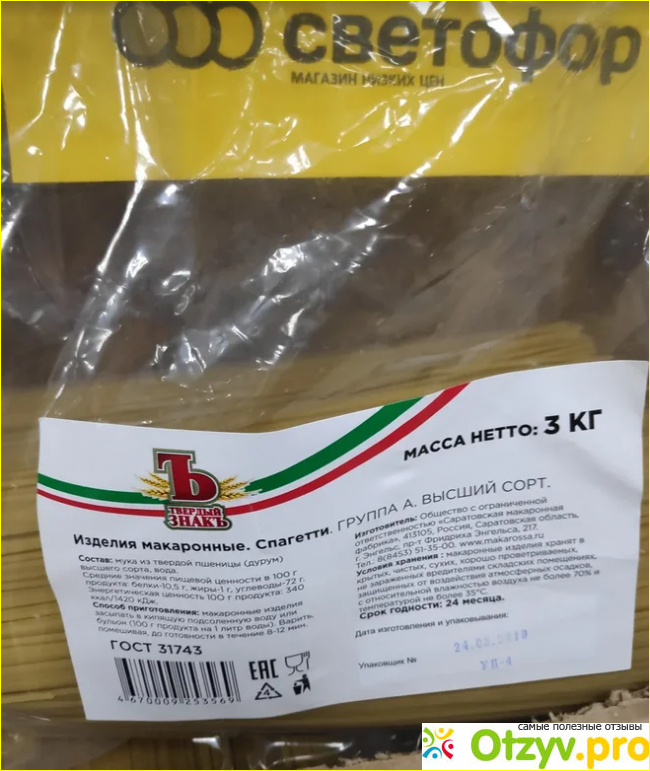 светофор
МАГАЗИН НИЗКИХ ЦЕН
МАССА НЕТТО: 3 КГ
Ъ
ТВЕРДЫЙ
ЗНАКЪ
Изделия макаронные. Спагетти. ГРУППА А. ВЫСШИЙ СОРТ.
Состав: мука из твердой пшеницы (дурум)
высшего сорта, вода.
Средние значения пищевой ценности в 100 г
продукта: белки-10,5 г, жиры-1 г, углеводы-72 г.
Энергетическая ценность 100 г продукта: 340
ккал/1420 кДж.
Способ приготовления: макаронные изделия
засыпать в кипящую подсоленную воду или
бульон (100 г продукта на 1 литр воды). Варить,
помешивая, до готовности в течение 8-12 мин.
ГОСТ 31743
4670009253569
EAC
4
Изготовитель: Общество с ограниченной
ответственностью «Саратовская макаронная
фабрика», 413105, Россия, Саратовская область,
г. Энгельс, пр-т Фридриха Энгельса, 217.
Тел.: 8(8453) 51-35-00. www.makarossa.ru
Условия хранения : макаронные изделия хранят в
крытых, чистых, сухих, хорошо проветриваемых,
не зараженных вредителями складских помещениях,
защищенных от воздействия атмосферных осадков,
с относительной влажностью воздуха не более 70% и
температурой не более 35°С.
Срок годности: 24 месяца.
Дата изготовления и упаковывания:
Упаковщик №
УП-4
самые полезные отзывы
Otzyv.pro